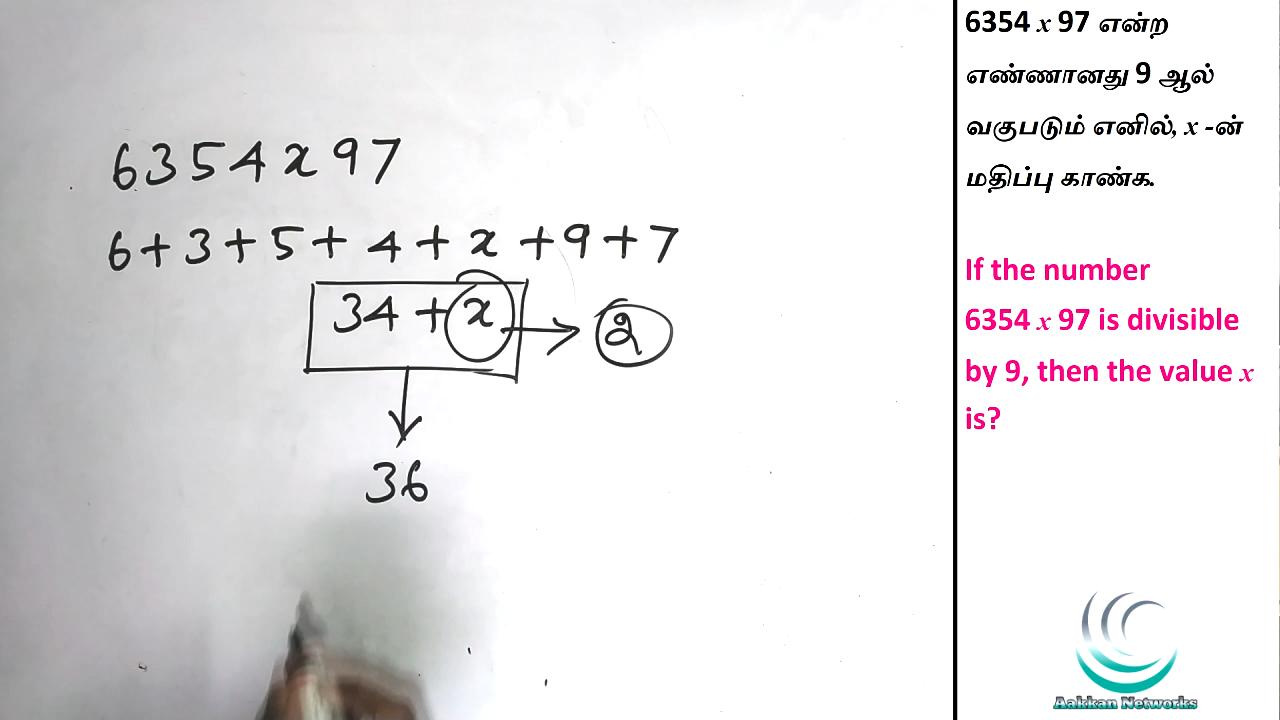 6354x97
6+3+5+4+x+9+7
34+x → 2
36
6354 x 97 என்ற
எண்ணானது 9 ஆல்
வகுபடும் எனில், x -ன்
மதிப்பு காண்க.
If the number
6354 x 97 is divisible
by 9, then the value x
is?
Aakkan Networks